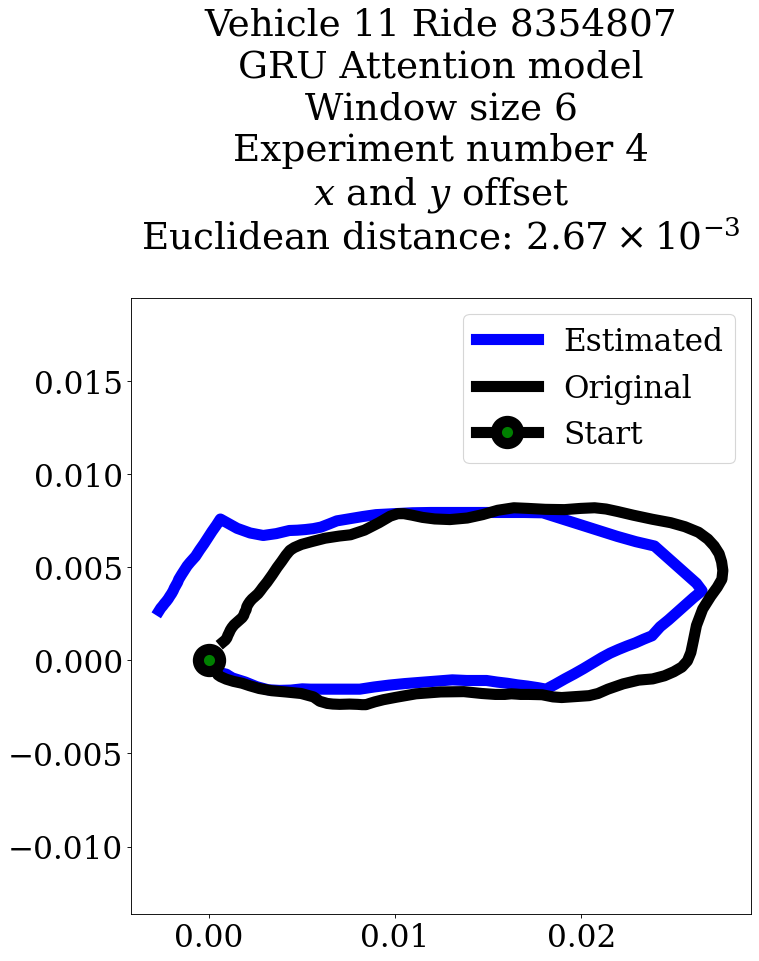 Vehicle 11 Ride 8354807
GRU Attention model
Window size 6
Experiment number 4
x and y offset
Euclidean distance: 2.67 × 10⁻³
Estimated
Original
Start
0.015
0.010
0.005
0.000
−0.005
−0.010
0.00 0.01 0.02